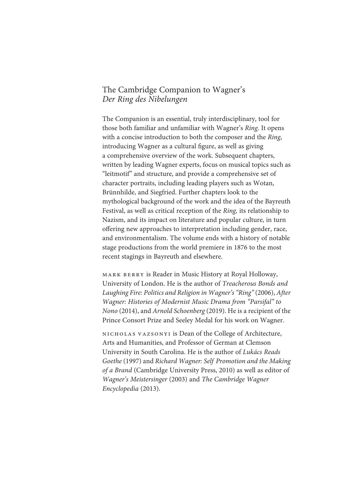 The Cambridge Companion to Wagner's
Der Ring des Nibelungen
The Companion is an essential, truly interdisciplinary, tool for
those both familiar and unfamiliar with Wagner's Ring. It opens
with a concise introduction to both the composer and the Ring,
introducing Wagner as a cultural figure, as well as giving
a comprehensive overview of the work. Subsequent chapters,
written by leading Wagner experts, focus on musical topics such as
"leitmotif" and structure, and provide a comprehensive set of
character portraits, including leading players such as Wotan,
Brünnhilde, and Siegfried. Further chapters look to the
mythological background of the work and the idea of the Bayreuth
Festival, as well as critical reception of the Ring, its relationship to
Nazism, and its impact on literature and popular culture, in turn
offering new approaches to interpretation including gender, race,
and environmentalism. The volume ends with a history of notable
stage productions from the world premiere in 1876 to the most
recent stagings in Bayreuth and elsewhere.
MARK BERRY is Reader in Music History at Royal Holloway,
University of London. He is the author of Treacherous Bonds and
Laughing Fire: Politics and Religion in Wagner's "Ring" (2006), After
Wagner: Histories of Modernist Music Drama from "Parsifal" to
Nono (2014), and Arnold Schoenberg (2019). He is a recipient of the
Prince Consort Prize and Seeley Medal for his work on Wagner.
NICHOLAS VAZSONYI is Dean of the College of Architecture,
Arts and Humanities, and Professor of German at Clemson
University in South Carolina. He is the author of Lukács Reads
Goethe (1997) and Richard Wagner: Self-Promotion and the Making
of a Brand (Cambridge University Press, 2010) as well as editor of
Wagner's Meistersinger (2003) and The Cambridge Wagner
Encyclopedia (2013).